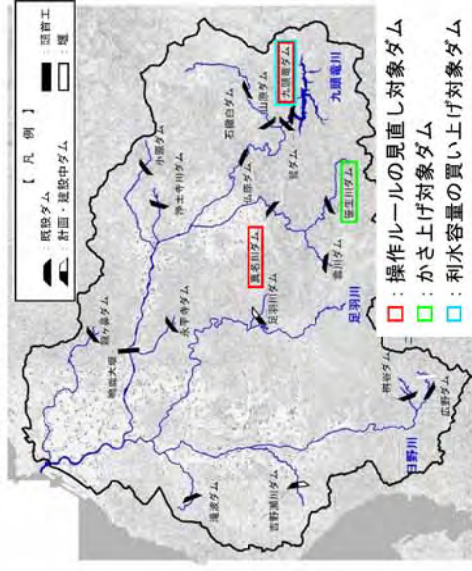 【 凡 例 】
：既設ダム
：計画・建設中ダム
：頭首工
：堰
龍ヶ鼻ダム
小原ダム
浄土寺川ダム
鳴鹿大堰
永平寺ダム
石徹白ダム
山原ダム
仏原ダム
九頭竜ダム
鷲ダム
九頭竜川
真名川ダム
笹生川ダム
雲川ダム
足羽川ダム
足羽川
滝波ダム
吉野瀬川ダム
桝谷ダム
広野ダム
日野川
：操作ルールの見直し対象ダム
：かさ上げ対象ダム
：利水容量の買い上げ対象ダム